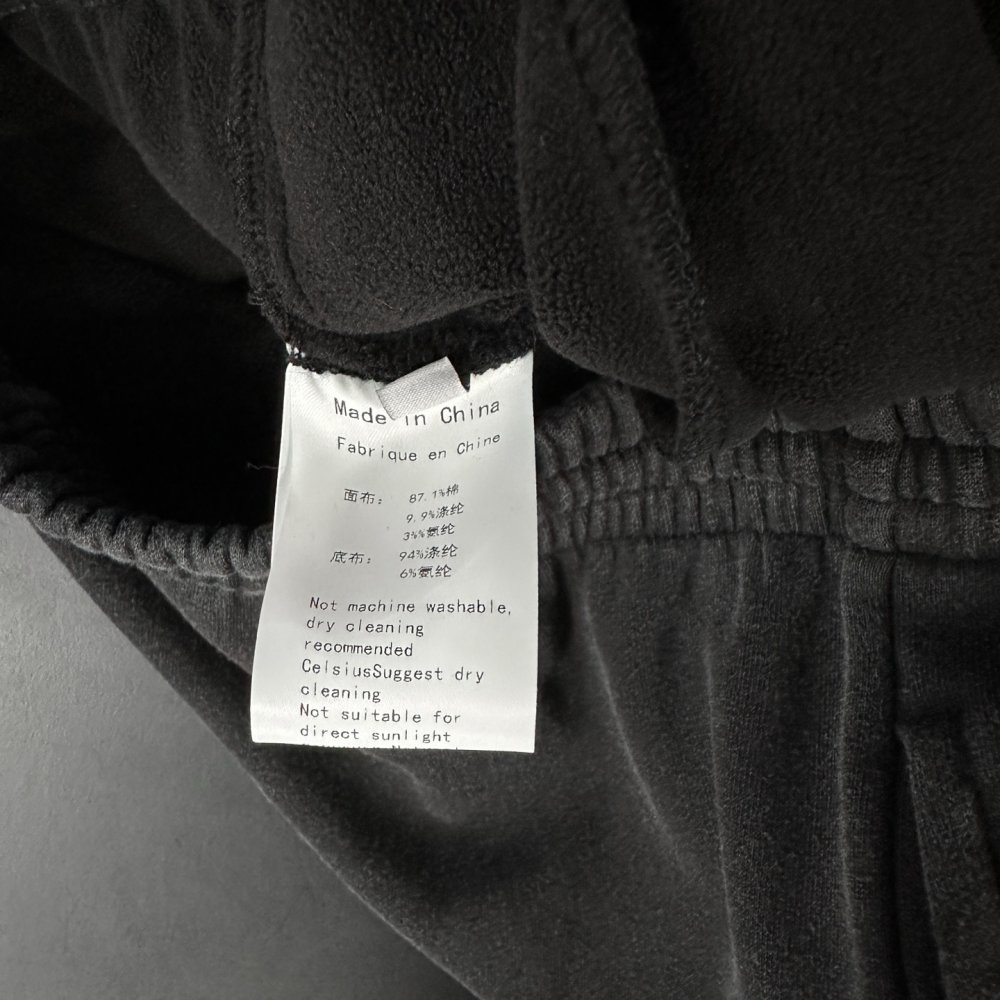 Made in China
Fabrique en Chine
面布： 87.1%棉
9.9%涤纶
3%%氨纶
底布： 94%涤纶
6%氨纶
Not machine washable,
dry cleaning
recommended
CelsiusSuggest dry
cleaning
Not suitable for
direct sunlight